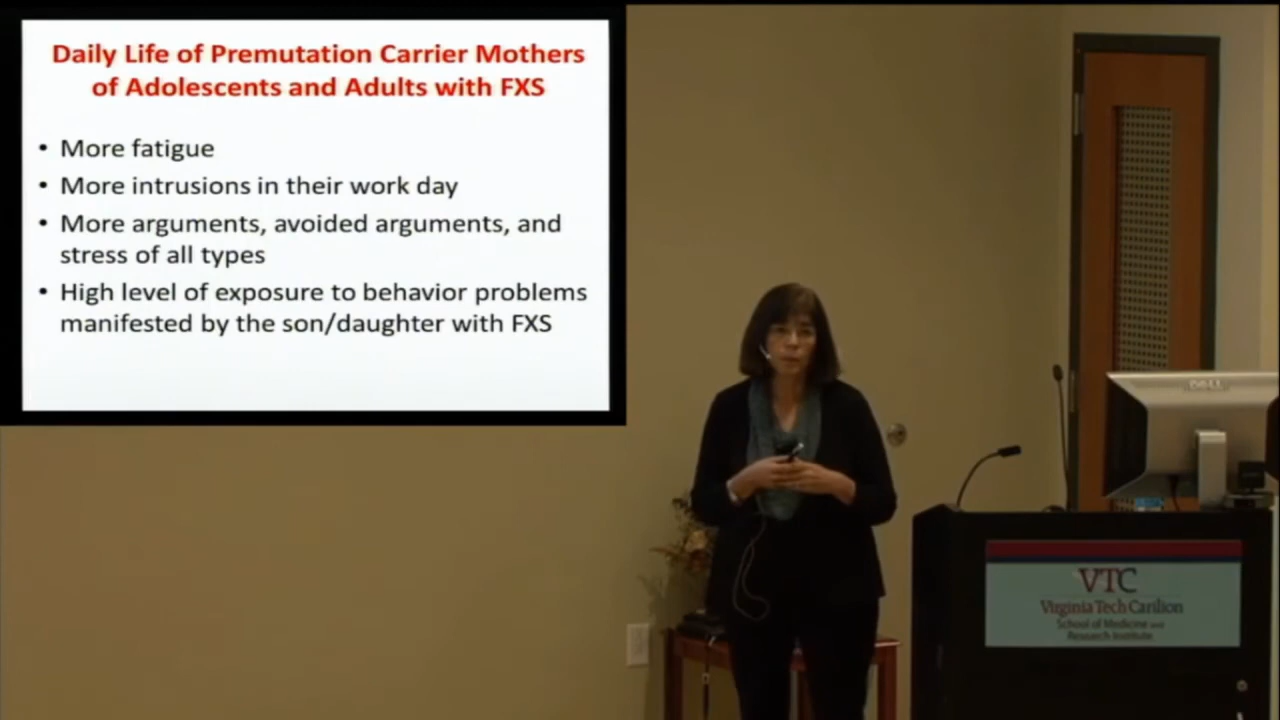 Daily Life of Premutation Carrier Mothers
of Adolescents and Adults with FXS
• More fatigue
• More intrusions in their work day
• More arguments, avoided arguments, and
stress of all types
• High level of exposure to behavior problems
manifested by the son/daughter with FXS
DELL
VTC
Virginia Tech Carilion
School of Medicine and
Research Institute